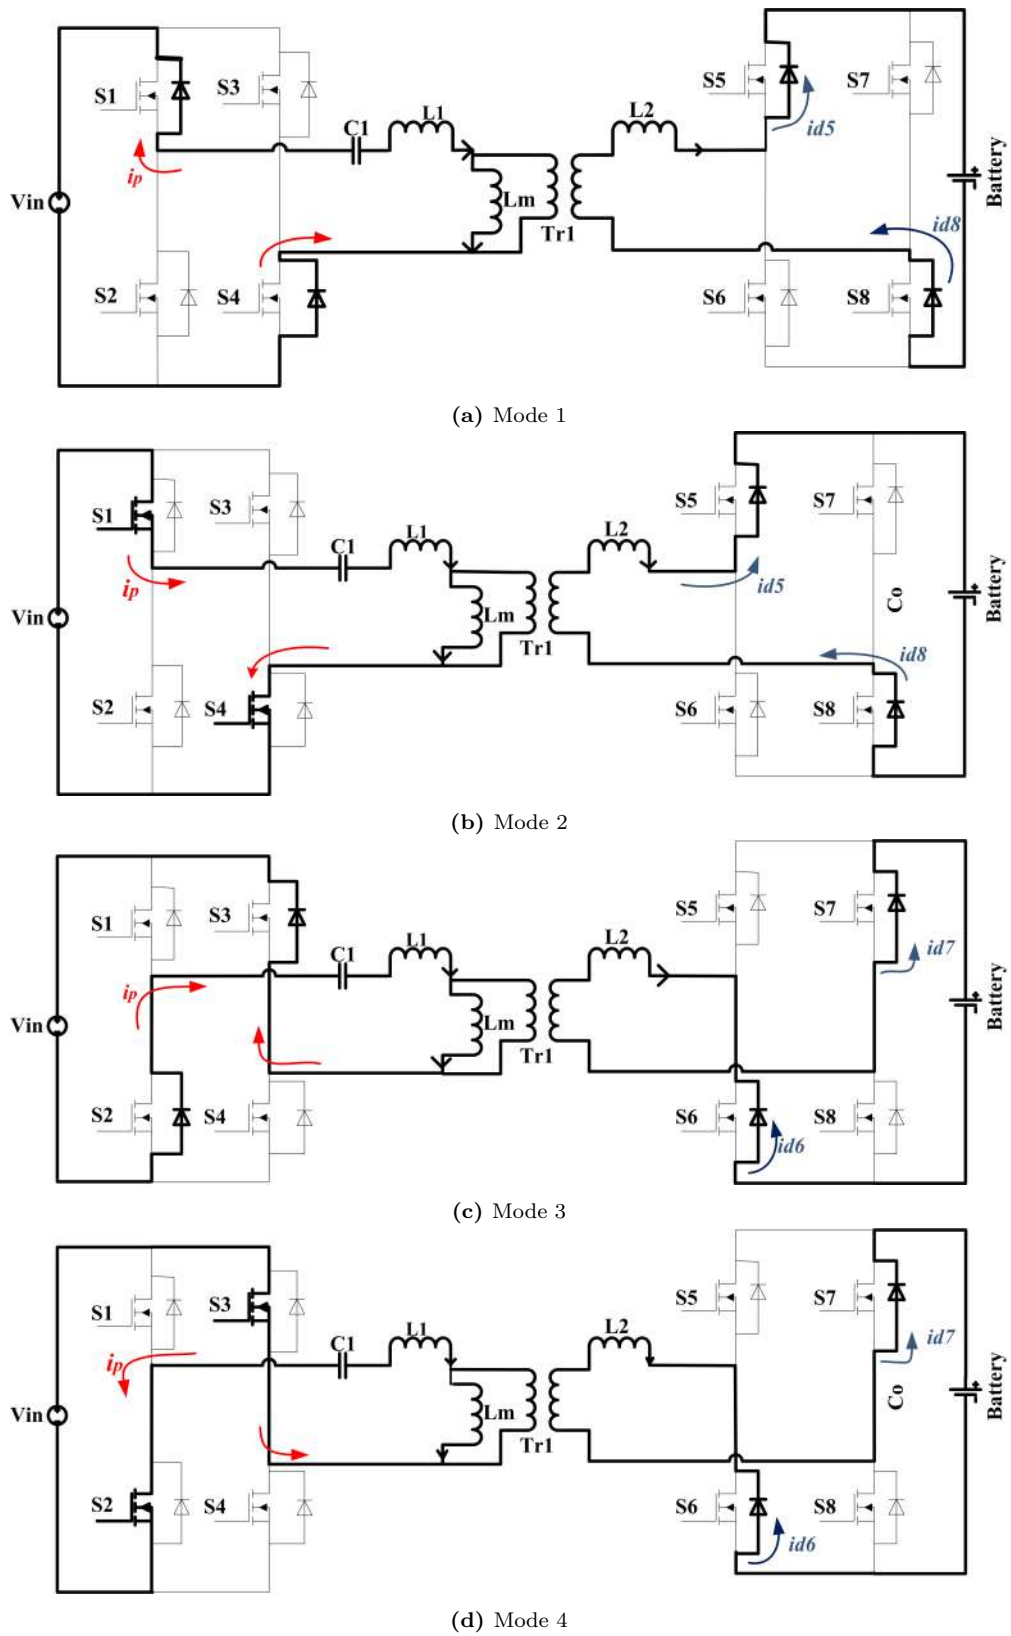 S1
S3
C1
L1
L2
S5
id5
S7
ip
Vin
Lm
Tr1
Battery
id8
S2
S4
S6
S8
(a) Mode 1
S1
S3
C1
L1
L2
S5
id5
S7
ip
Vin
Lm
Tr1
Co
Battery
id8
S2
S4
S6
S8
(b) Mode 2
S1
S3
C1
L1
L2
S5
S7
id7
ip
Vin
Lm
Tr1
Battery
S2
S4
S6
id6
S8
(c) Mode 3
S1
S3
C1
L1
L2
S5
S7
id7
ip
Vin
Lm
Tr1
Co
Battery
S2
S4
S6
id6
S8
(d) Mode 4